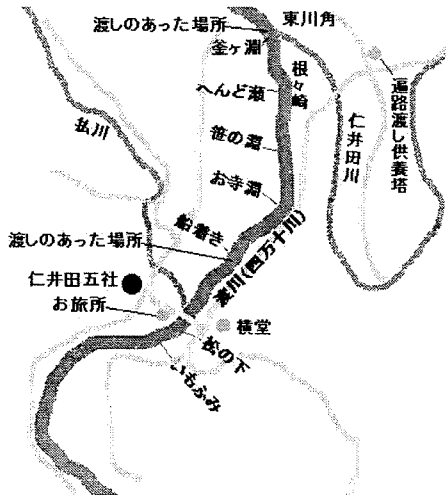 渡しのあった場所
東川角
釜ヶ淵
根々崎
へんど瀬
遍路渡し供養塔
払川
笹の淵
仁井田川
お寺淵
船着き
渡しのあった場所
渡川(四万十川)
仁井田五社
お旅所
横堂
松の下
いもふみ